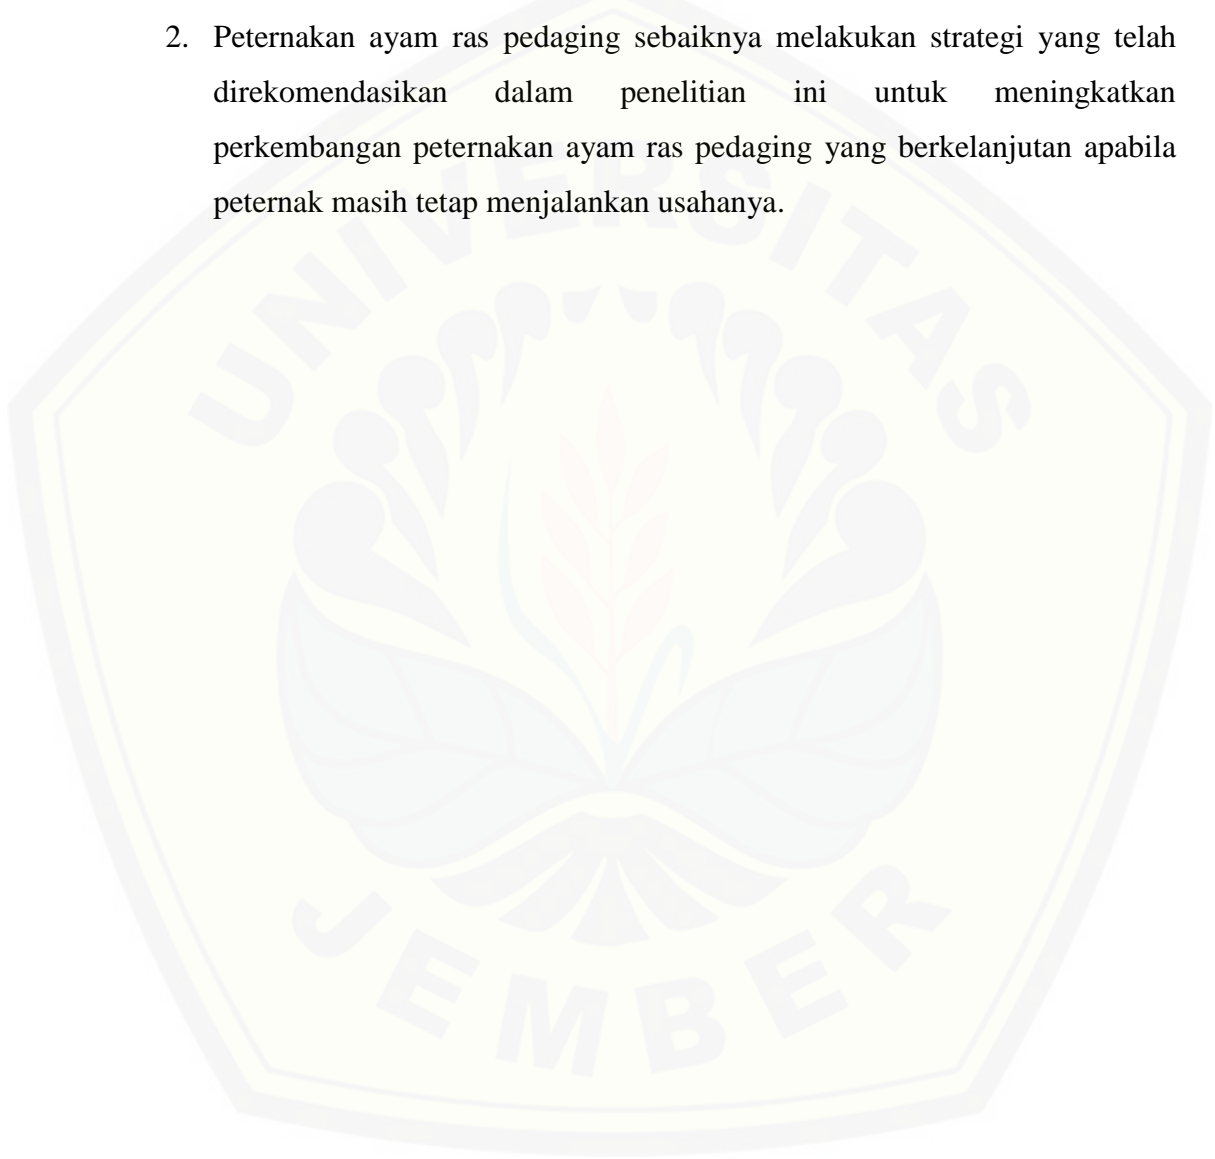 2. Peternakan ayam ras pedaging sebaiknya melakukan strategi yang telah
direkomendasikan dalam penelitian ini untuk meningkatkan
perkembangan peternakan ayam ras pedaging yang berkelanjutan apabila
peternak masih tetap menjalankan usahanya.
UNIVERSITAS
JEMBER